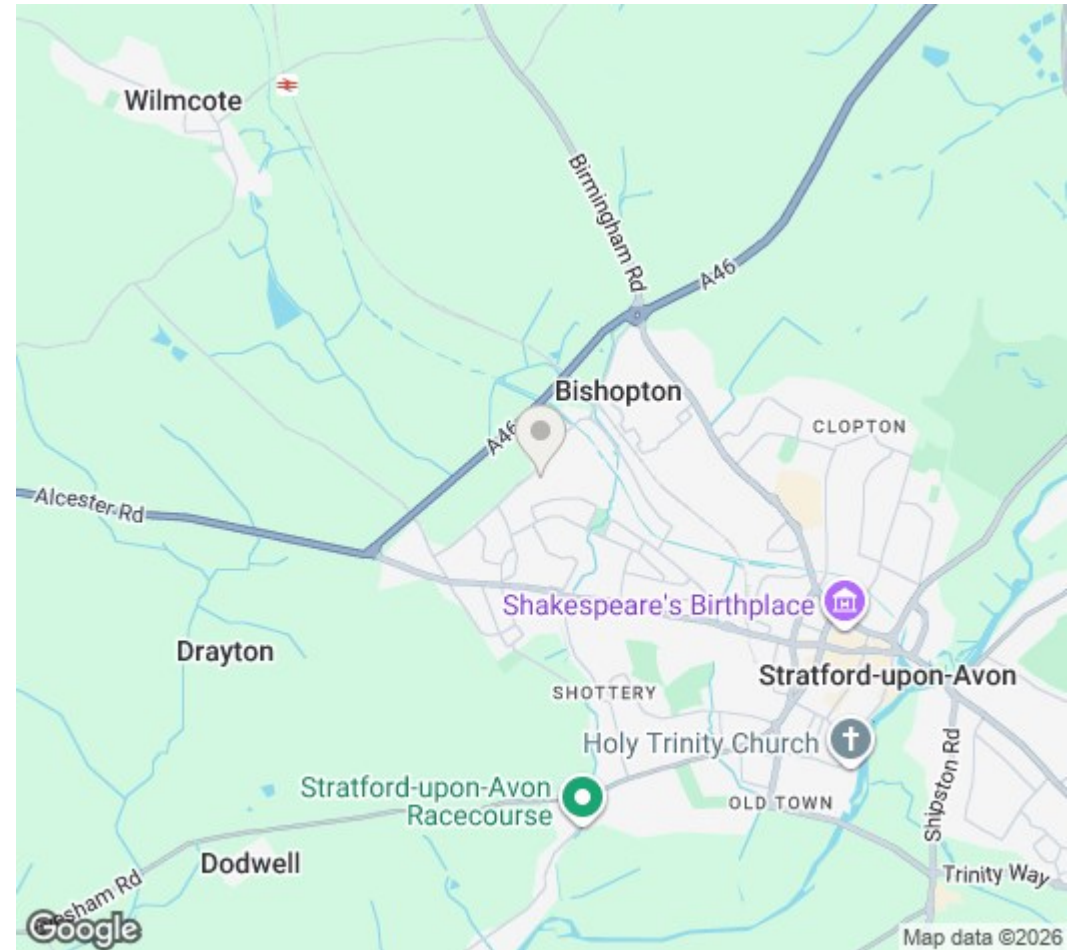 Wilmcote
Birmingham Rd
A46
Bishopton
CLOPTON
A46
Alcester Rd
Shakespeare's Birthplace
Drayton
Stratford-upon-Avon
SHOTTERY
Holy Trinity Church
Stratford-upon-Avon
Racecourse
OLD TOWN
Shipston Rd
Dodwell
Trinity Way
Rd
Google
Map data ©2026